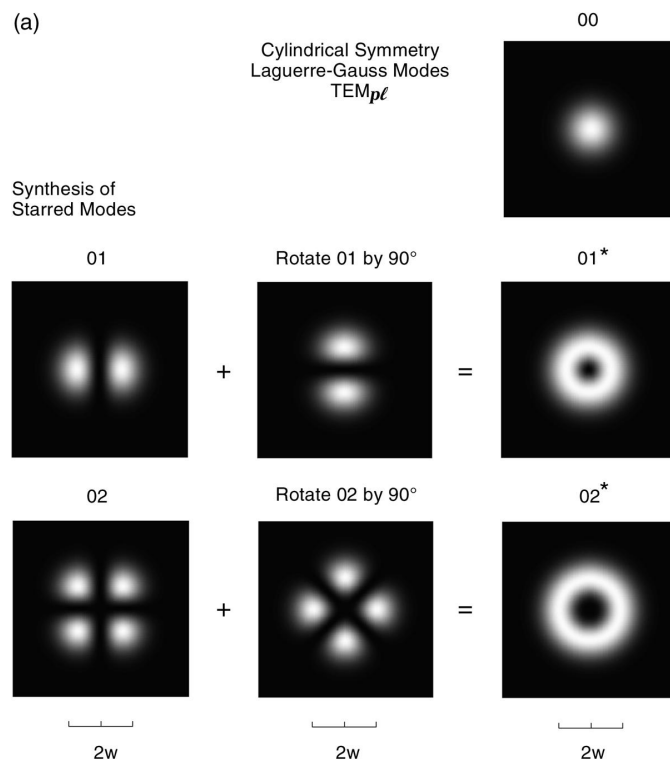 (a)
00
Cylindrical Symmetry
Laguerre-Gauss Modes
TEMpℓ
Synthesis of
Starred Modes
01
Rotate 01 by 90°
01*
+
=
02
Rotate 02 by 90°
02*
+
=
2w
2w
2w